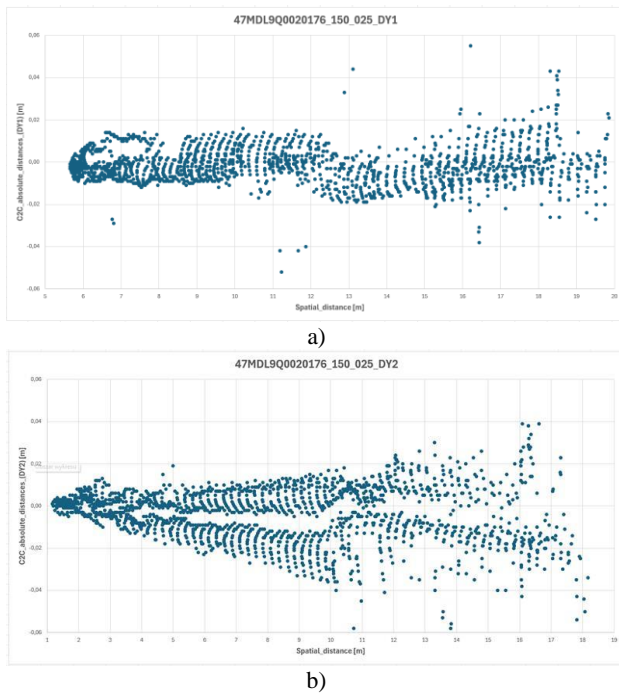 47MDL9Q0020176_150_025_DY1
0,06
0,04
0,02
0,00
-0,02
-0,04
-0,06
C2C_absolute_distances_(DY1) [m]
5 6 7 8 9 10 11 12 13 14 15 16 17 18 19 20
Spatial_distance [m]
a)
47MDL9Q0020176_150_025_DY2
0,06
0,04
0,02
0,00
-0,02
-0,04
-0,06
C2C_absolute_distances_(DY2) [m]
1 2 3 4 5 6 7 8 9 10 11 12 13 14 15 16 17 18 19
Spatial_distance [m]
b)